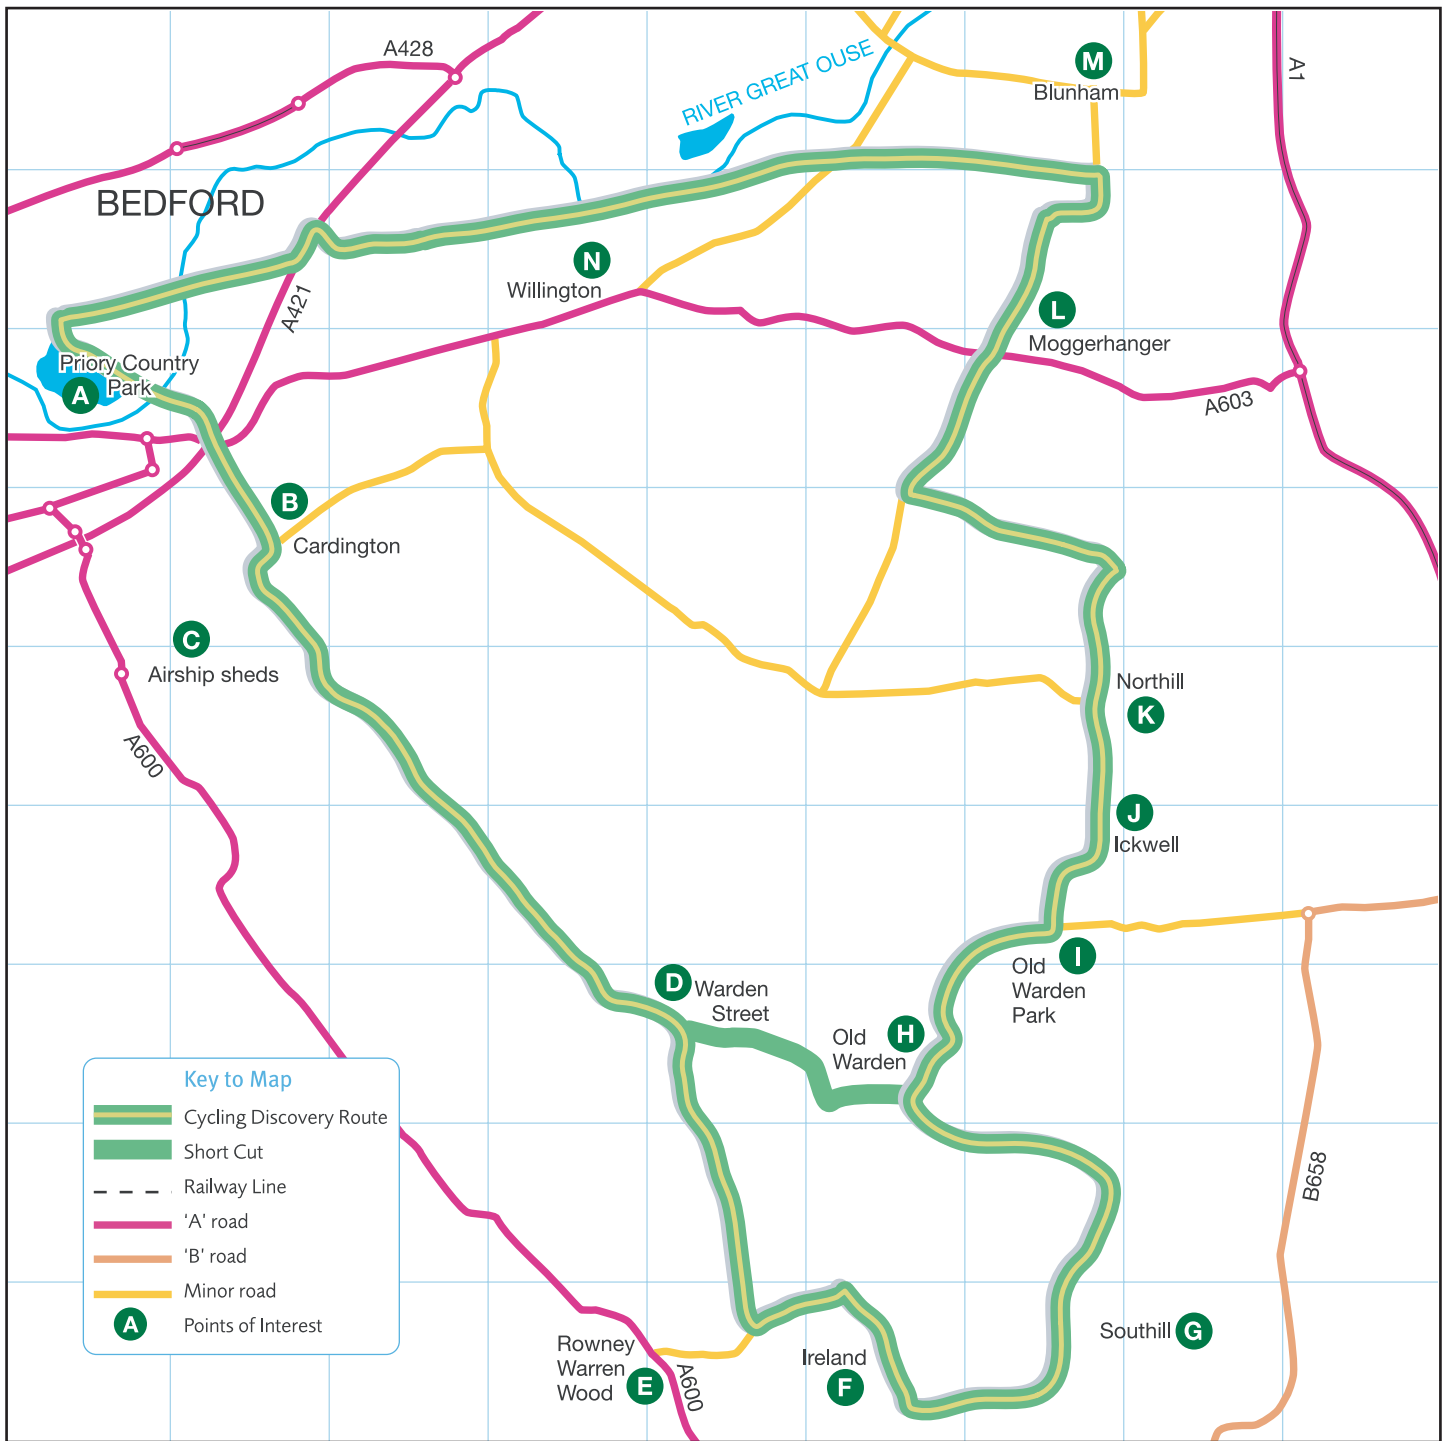 A428
RIVER GREAT OUSE
M
Blunham
A1
BEDFORD
N
Willington
A421
L
Moggerhanger
Priory Country
Park
A
A603
B
Cardington
C
Airship sheds
Northill
K
A600
J
Ickwell
D
Warden
Street
Old
Warden
H
I
Old
Warden
Park
Key to Map
Cycling Discovery Route
Short Cut
Railway Line
'A' road
'B' road
Minor road
A
Points of Interest
B658
Rowney
Warren
Wood
E
A600
Ireland
F
Southill
G